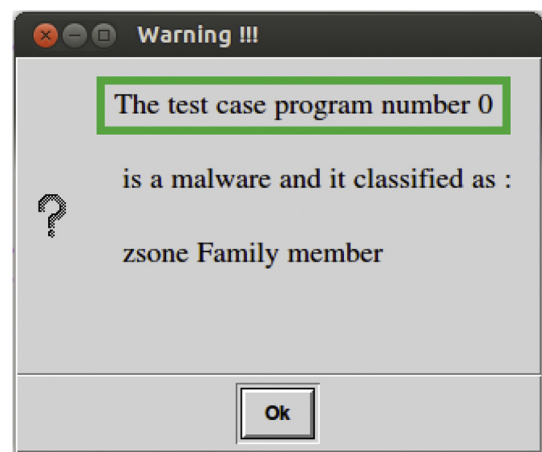 Warning !!!
The test case program number 0
is a malware and it classified as :
zsone Family member
Ok